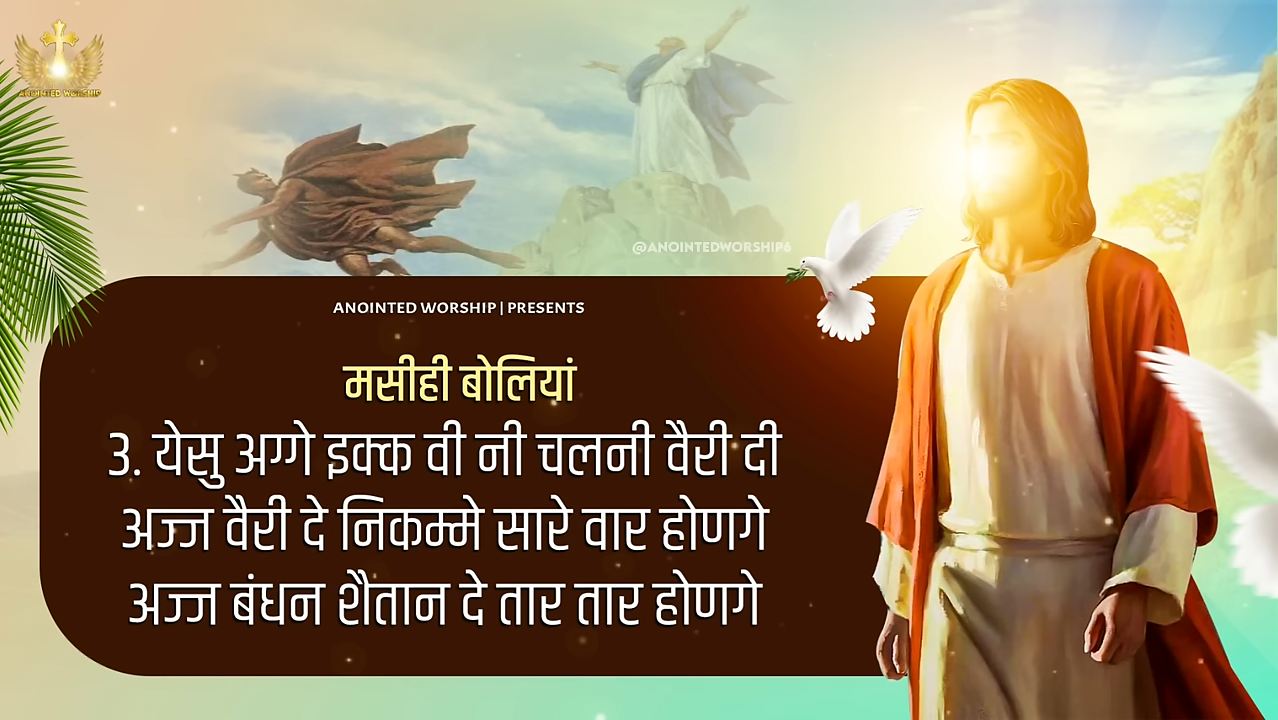 ANOINTED WORSHIP
@ANOINTEDWORSHIP6
ANOINTED WORSHIP | PRESENTS
मसीही बोलियां
3. येसु अग्गे इक्क वी नी चलनी वैरी दी
अज्ज वैरी दे निकम्मे सारे वार होणगे
अज्ज बंधन शैतान दे तार तार होणगे